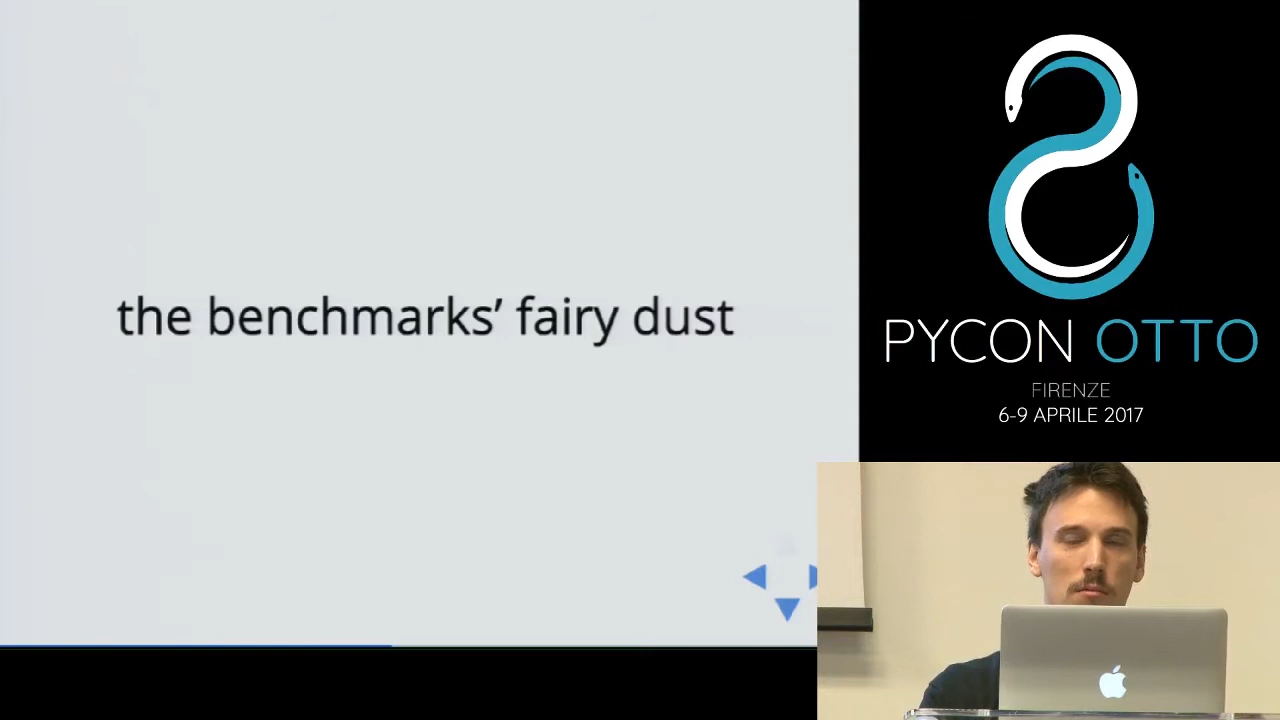 the benchmarks’ fairy dust
PYCON OTTO
FIRENZE
6-9 APRILE 2017